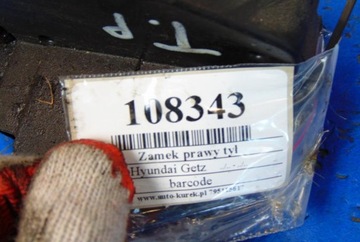 T.P
108343
Zamek prawy tył
Hyundai Getz
barcode
www.auto-kurek.pl